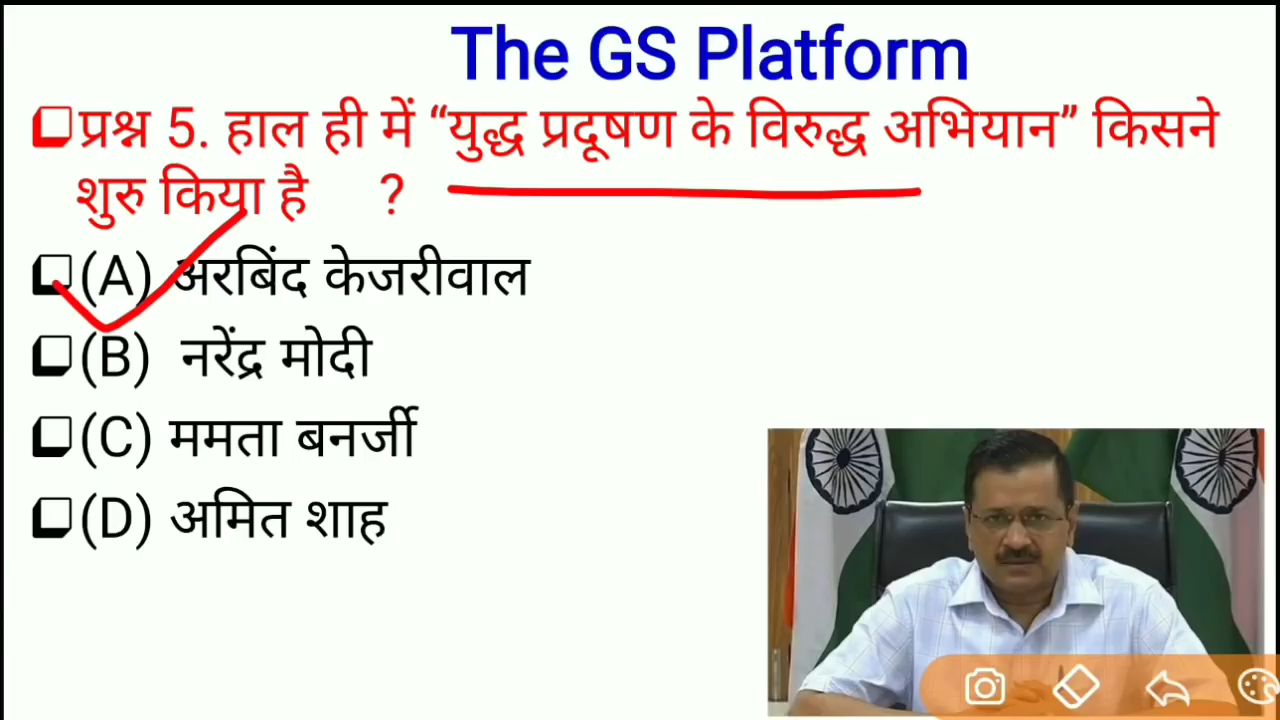 The GS Platform
प्रश्न 5. हाल ही में “युद्ध प्रदूषण के विरुद्ध अभियान” किसने
शुरु किया है ?
(A) अरबिंद केजरीवाल
(B) नरेंद्र मोदी
(C) ममता बनर्जी
(D) अमित शाह